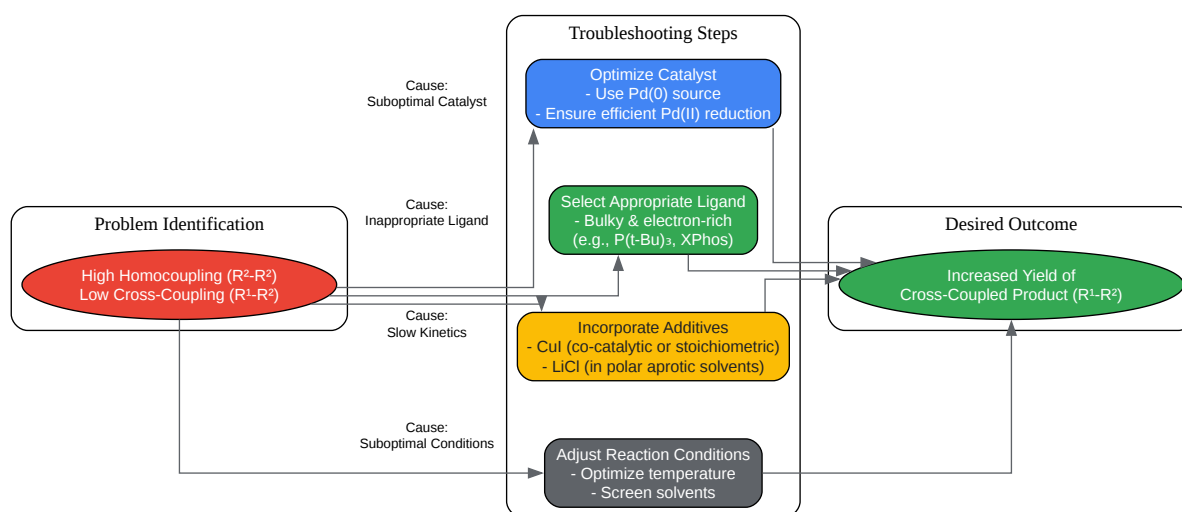 Problem Identification
High Homocoupling (R²-R²)
Low Cross-Coupling (R¹-R²)
Cause:
Suboptimal Catalyst
Cause:
Inappropriate Ligand
Cause:
Slow Kinetics
Cause:
Suboptimal Conditions
Troubleshooting Steps
Optimize Catalyst
- Use Pd(0) source
- Ensure efficient Pd(II) reduction
Select Appropriate Ligand
- Bulky & electron-rich
(e.g., P(t-Bu)₃, XPhos)
Incorporate Additives
- CuI (co-catalytic or stoichiometric)
- LiCl (in polar aprotic solvents)
Adjust Reaction Conditions
- Optimize temperature
- Screen solvents
Desired Outcome
Increased Yield of
Cross-Coupled Product (R¹-R²)